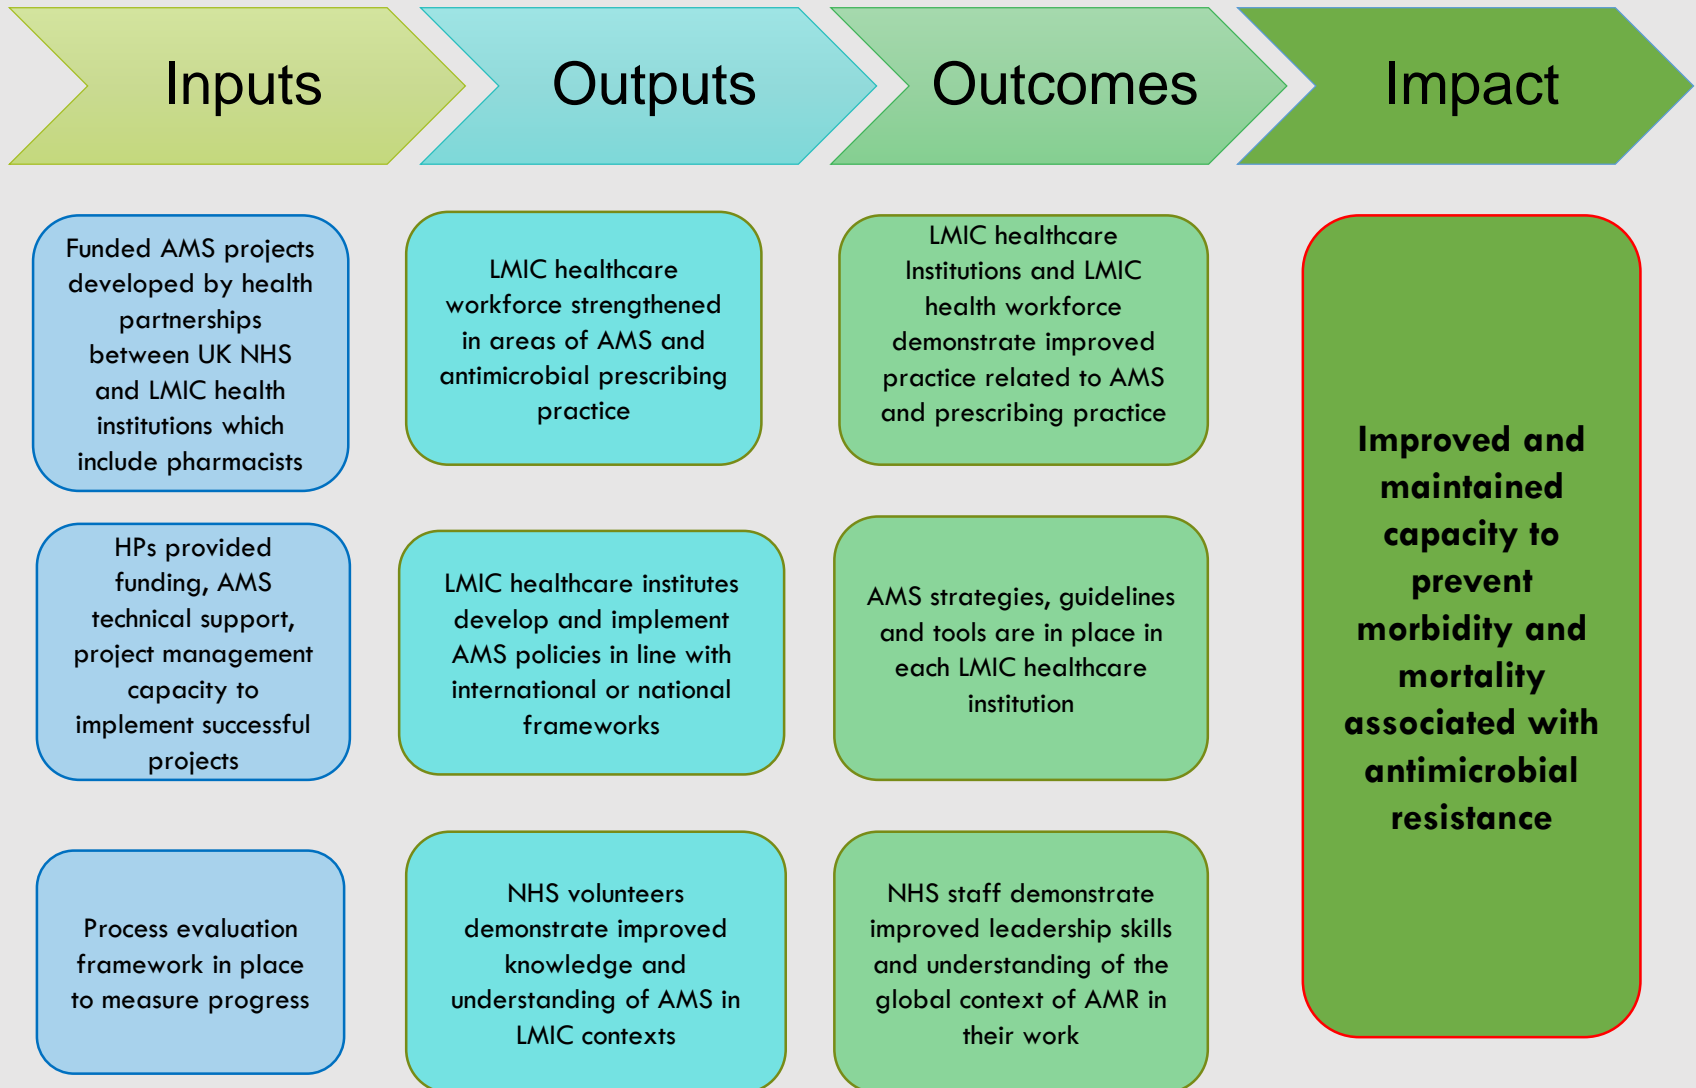 Inputs
Outputs
Outcomes
Impact
Funded AMS projects
developed by health
partnerships
between UK NHS
and LMIC health
institutions which
include pharmacists
HPs provided
funding, AMS
technical support,
project management
capacity to
implement successful
projects
Process evaluation
framework in place
to measure progress
LMIC healthcare
workforce strengthened
in areas of AMS and
antimicrobial prescribing
practice
LMIC healthcare institutes
develop and implement
AMS policies in line with
international or national
frameworks
NHS volunteers
demonstrate improved
knowledge and
understanding of AMS in
LMIC contexts
LMIC healthcare
Institutions and LMIC
health workforce
demonstrate improved
practice related to AMS
and prescribing practice
AMS strategies, guidelines
and tools are in place in
each LMIC healthcare
institution
NHS staff demonstrate
improved leadership skills
and understanding of the
global context of AMR in
their work
Improved and
maintained
capacity to
prevent
morbidity and
mortality
associated with
antimicrobial
resistance